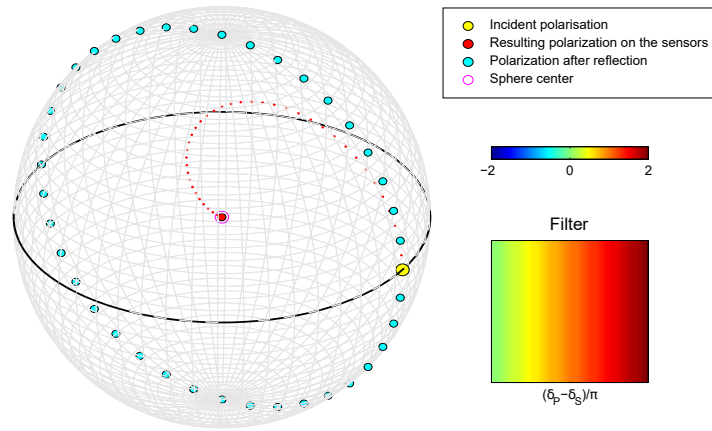 Incident polarisation
Resulting polarization on the sensors
Polarization after reflection
Sphere center
−2 0 2
Filter
(δP−δS)/π